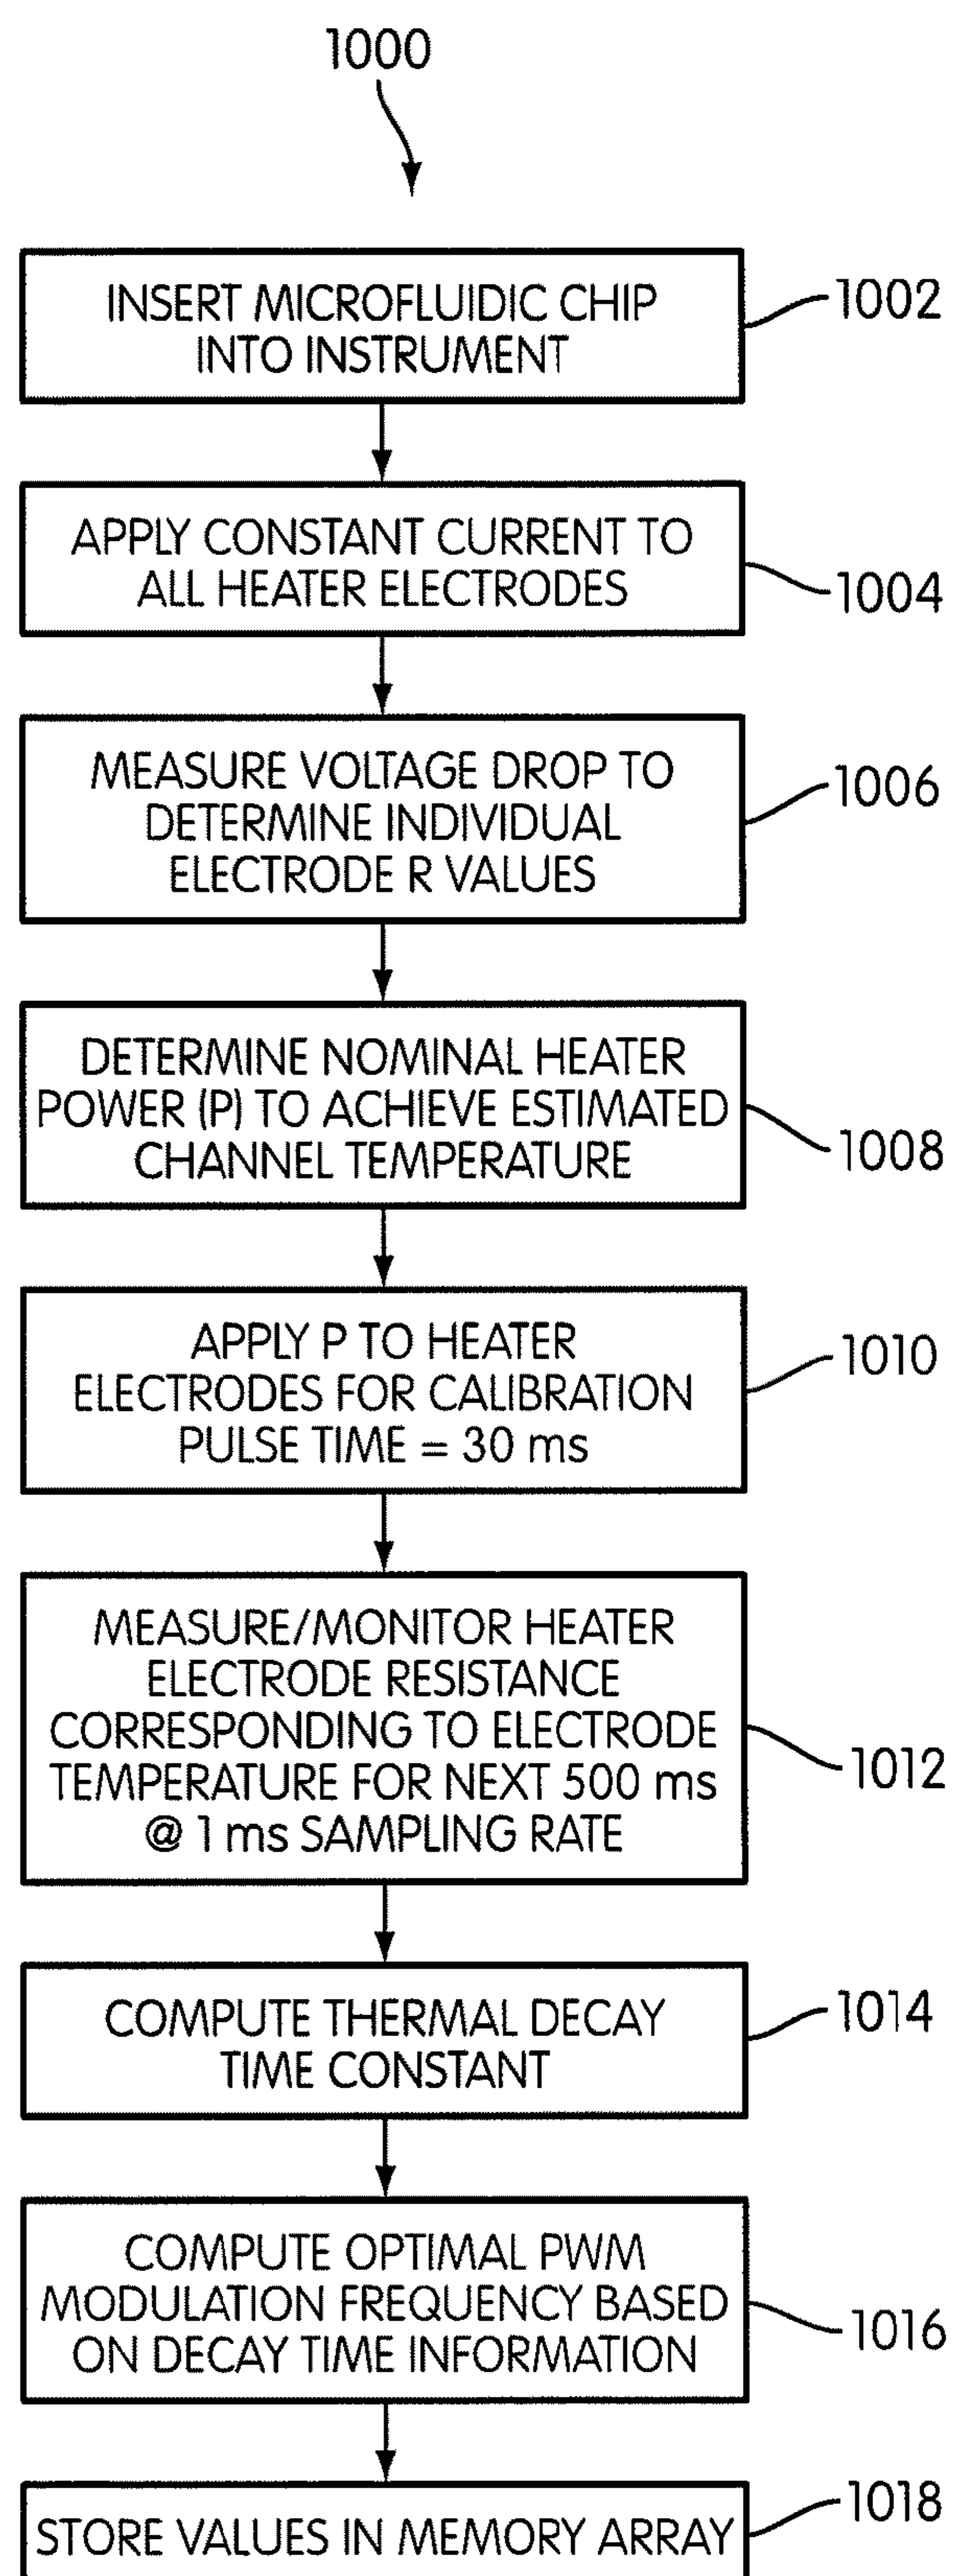 1000
INSERT MICROFLUIDIC CHIP
INTO INSTRUMENT
1002
APPLY CONSTANT CURRENT TO
ALL HEATER ELECTRODES
1004
MEASURE VOLTAGE DROP TO
DETERMINE INDIVIDUAL
ELECTRODE R VALUES
1006
DETERMINE NOMINAL HEATER
POWER (P) TO ACHIEVE ESTIMATED
CHANNEL TEMPERATURE
1008
APPLY P TO HEATER
ELECTRODES FOR CALIBRATION
PULSE TIME = 30 ms
1010
MEASURE/MONITOR HEATER
ELECTRODE RESISTANCE
CORRESPONDING TO ELECTRODE
TEMPERATURE FOR NEXT 500 ms
@ 1 ms SAMPLING RATE
1012
COMPUTE THERMAL DECAY
TIME CONSTANT
1014
COMPUTE OPTIMAL PWM
MODULATION FREQUENCY BASED
ON DECAY TIME INFORMATION
1016
STORE VALUES IN MEMORY ARRAY
1018